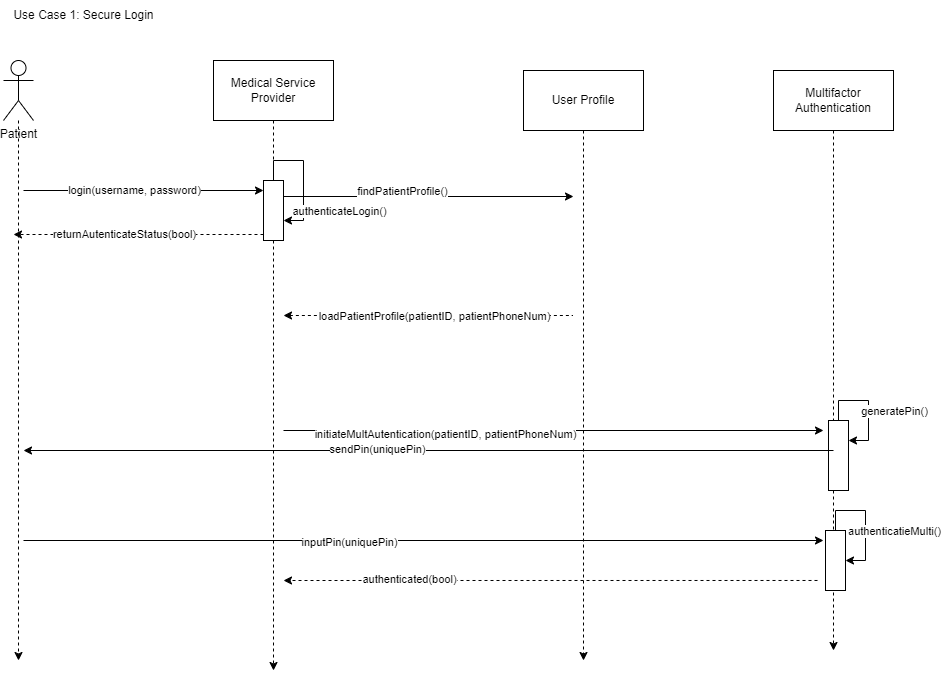 Use Case 1: Secure Login
Medical Service
Provider
User Profile
Multifactor
Authentication
Patient
login(username, password)
findPatientProfile()
authenticateLogin()
returnAutenticateStatus(bool)
loadPatientProfile(patientID, patientPhoneNum)
generatePin()
initiateMultAutentication(patientID, patientPhoneNum)
sendPin(uniquePin)
authenticatieMulti()
inputPin(uniquePin)
authenticated(bool)